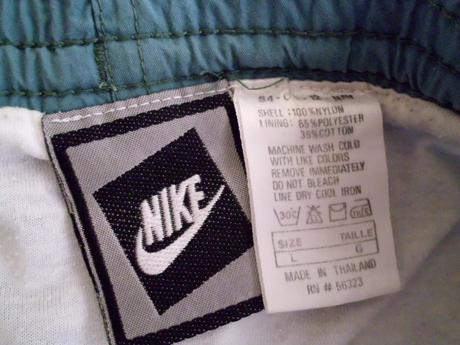 NIKE
SHELL: 100%NYLON
LINING: 65%POLYESTER
35%COTTON
MACHINE WASH COLD
WITH LIKE COLORS
REMOVE IMMEDIATELY
DO NOT BLEACH
LINE DRY COOL IRON
30°C
SIZE TAILLE
L G
MADE IN THAILAND
RN # 56323